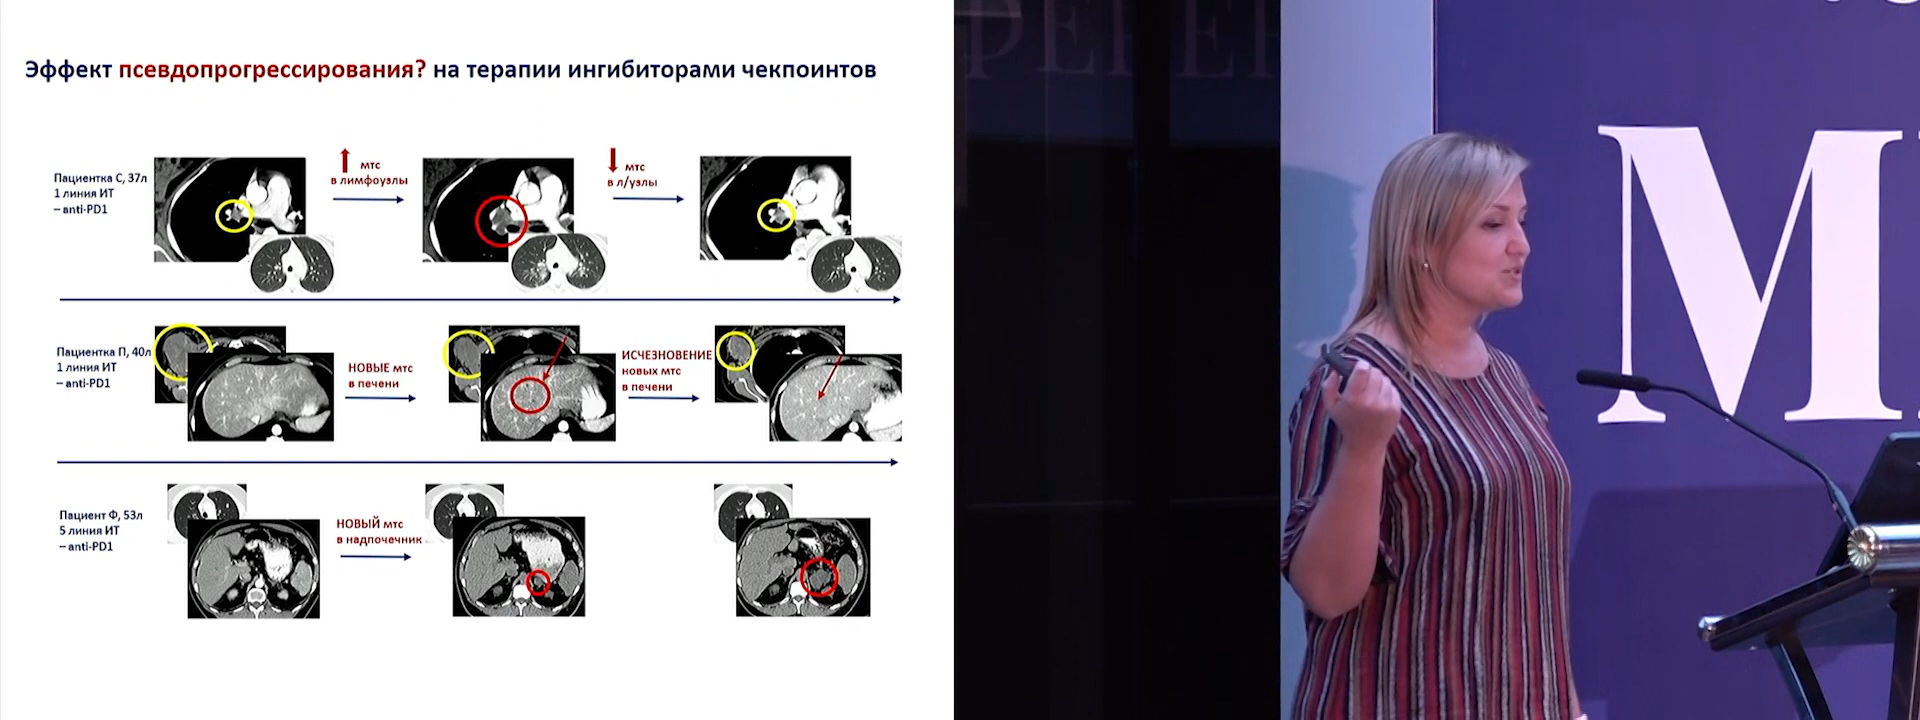 Эффект псевдопрогрессирования? на терапии ингибиторами чекпоинтов
Пациентка С, 37л
1 линия ИТ
– anti-PD1
мтс
в лимфоузлы
мтс
в л/узлы
Пациентка П, 40л
1 линия ИТ
– anti-PD1
НОВЫЕ мтс
в печени
ИСЧЕЗНОВЕНИЕ
новых мтс
в печени
Пациент Ф, 53л
5 линия ИТ
– anti-PD1
НОВЫЙ мтс
в надпочечник
ФЕРЕН
М